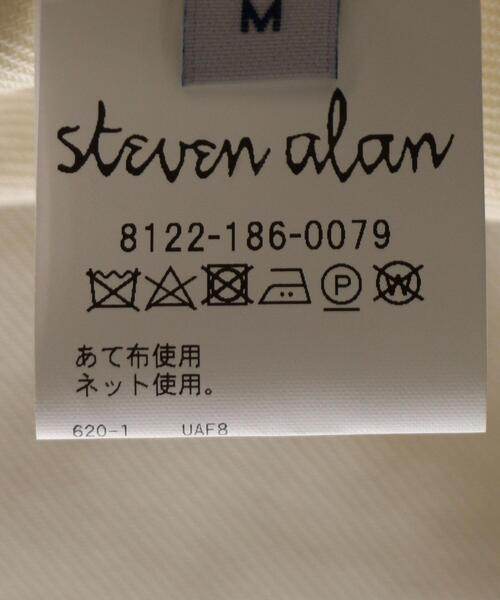 M
steven alan
8122-186-0079
P W
あて布使用
ネット使用。
620-1 UAF8